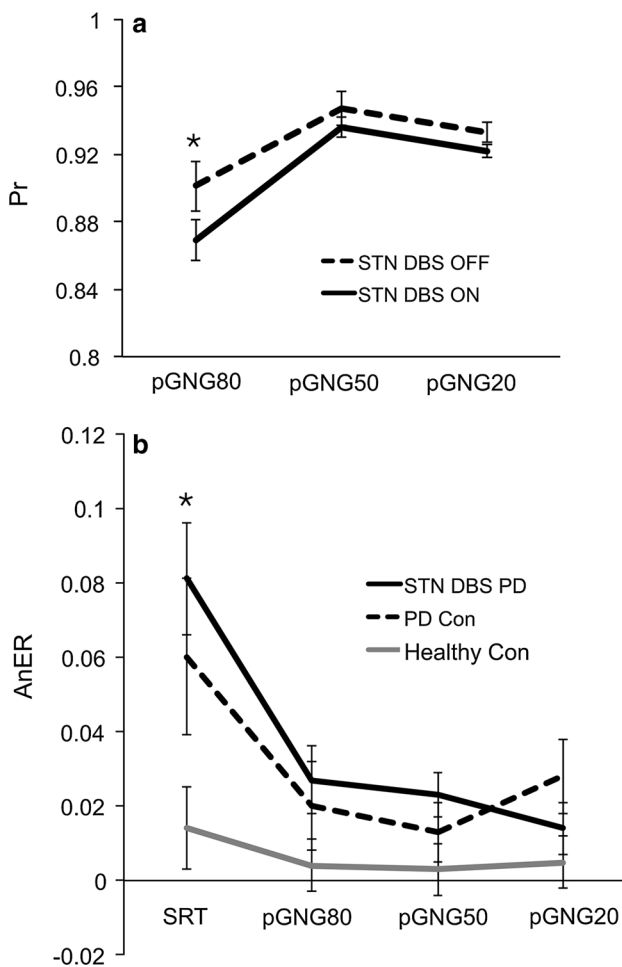 a
1
0.96
0.92
0.88
0.84
0.8
Pr
*
STN DBS OFF
STN DBS ON
pGNG80 pGNG50 pGNG20
b
0.12
0.1
0.08
0.06
0.04
0.02
0
-0.02
AnER
*
STN DBS PD
PD Con
Healthy Con
SRT pGNG80 pGNG50 pGNG20